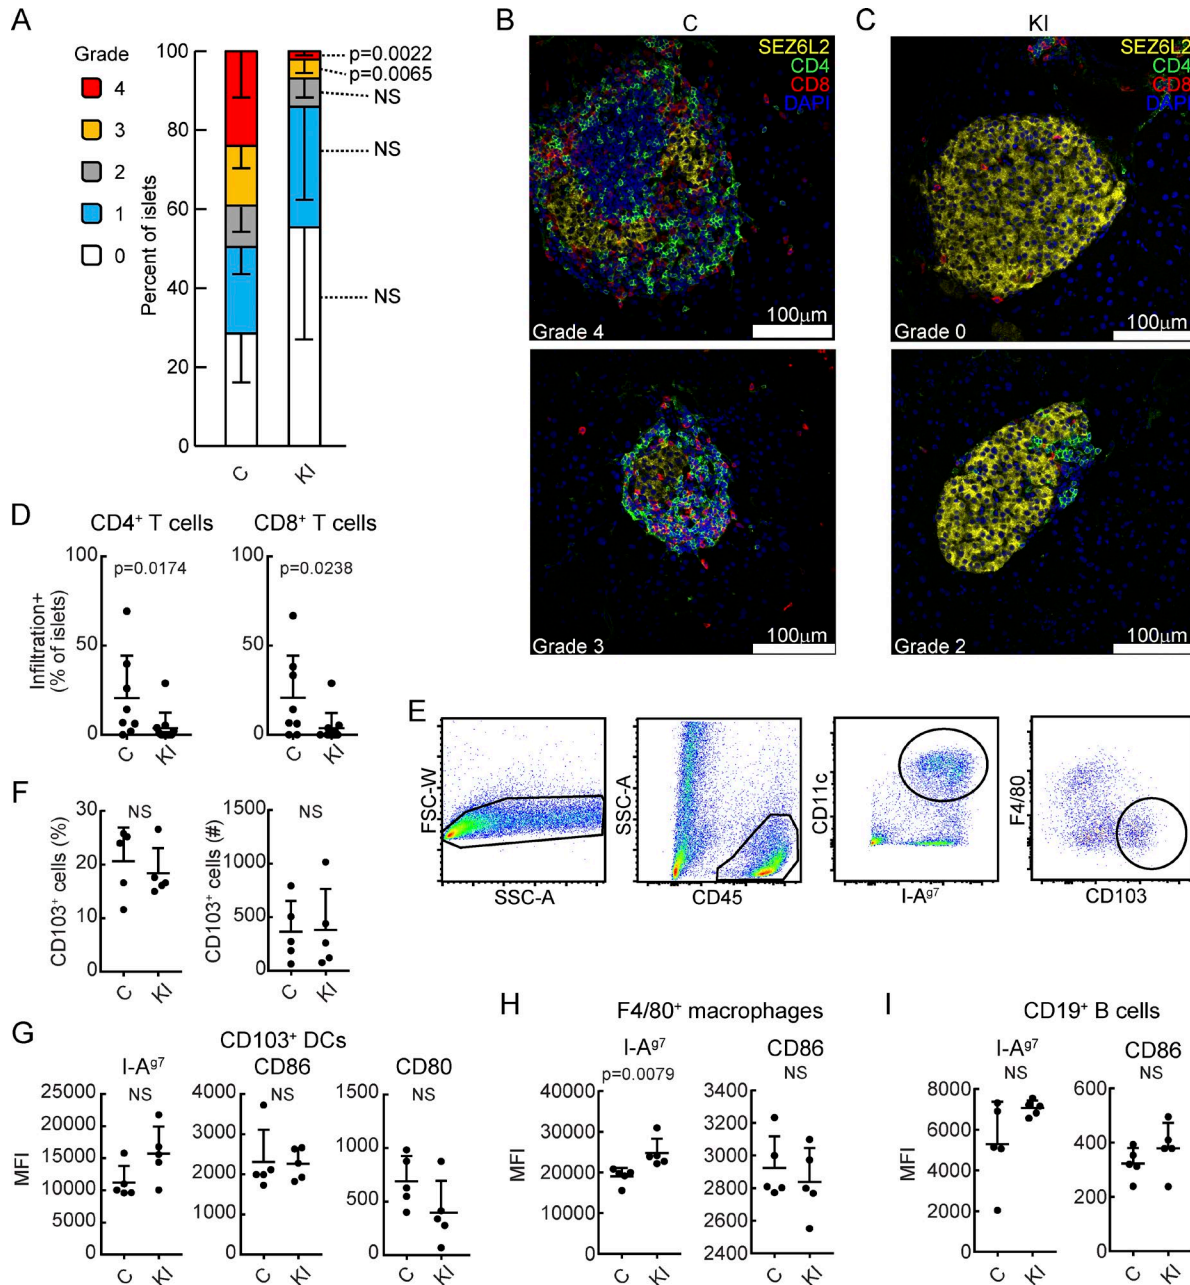 A
Grade
4
3
2
1
0
Percent of islets
100
80
60
40
20
0
p=0.0022
p=0.0065
NS
NS
NS
C
KI
B
C
SEZ6L2
CD4
CD8
DAPI
Grade 4
100µm
Grade 3
100µm
C
KI
SEZ6L2
CD4
CD8
DAPI
Grade 0
100µm
Grade 2
100µm
D
CD4⁺ T cells
CD8⁺ T cells
Infiltration+
(% of islets)
100
50
0
p=0.0174
C
KI
100
50
0
p=0.0238
C
KI
E
FSC-W
SSC-A
SSC-A
CD45
CD11c
I-Aᵍ⁷
F4/80
CD103
F
CD103⁺ cells (%)
30
20
10
0
NS
C
KI
CD103⁺ cells (#)
1500
1000
500
0
NS
C
KI
G
CD103⁺ DCs
I-Aᵍ⁷
NS
MFI
25000
20000
15000
10000
5000
0
C
KI
CD86
NS
4000
3000
2000
1000
0
C
KI
CD80
NS
1500
1000
500
0
C
KI
H
F4/80⁺ macrophages
I-Aᵍ⁷
p=0.0079
MFI
40000
30000
20000
10000
0
C
KI
CD86
NS
3400
3200
3000
2800
2600
2400
C
KI
I
CD19⁺ B cells
I-Aᵍ⁷
NS
MFI
8000
6000
4000
2000
0
C
KI
CD86
NS
600
400
200
0
C
KI